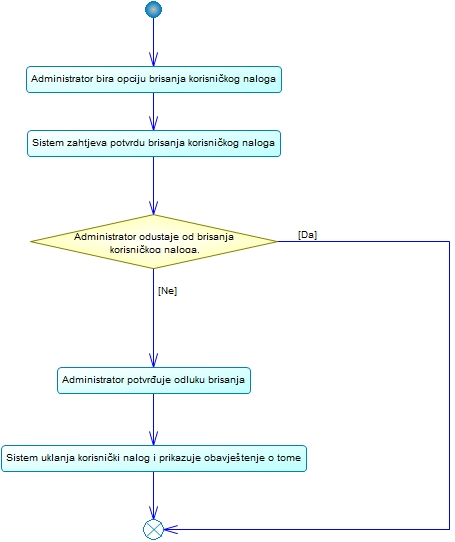 Administrator bira opciju brisanja korisničkog naloga
Sistem zahtjeva potvrdu brisanja korisničkog naloga
Administrator odustaje od brisanja
korisničkog naloga.
[Da]
[Ne]
Administrator potvrđuje odluku brisanja
Sistem uklanja korisnički nalog i prikazuje obavještenje o tome